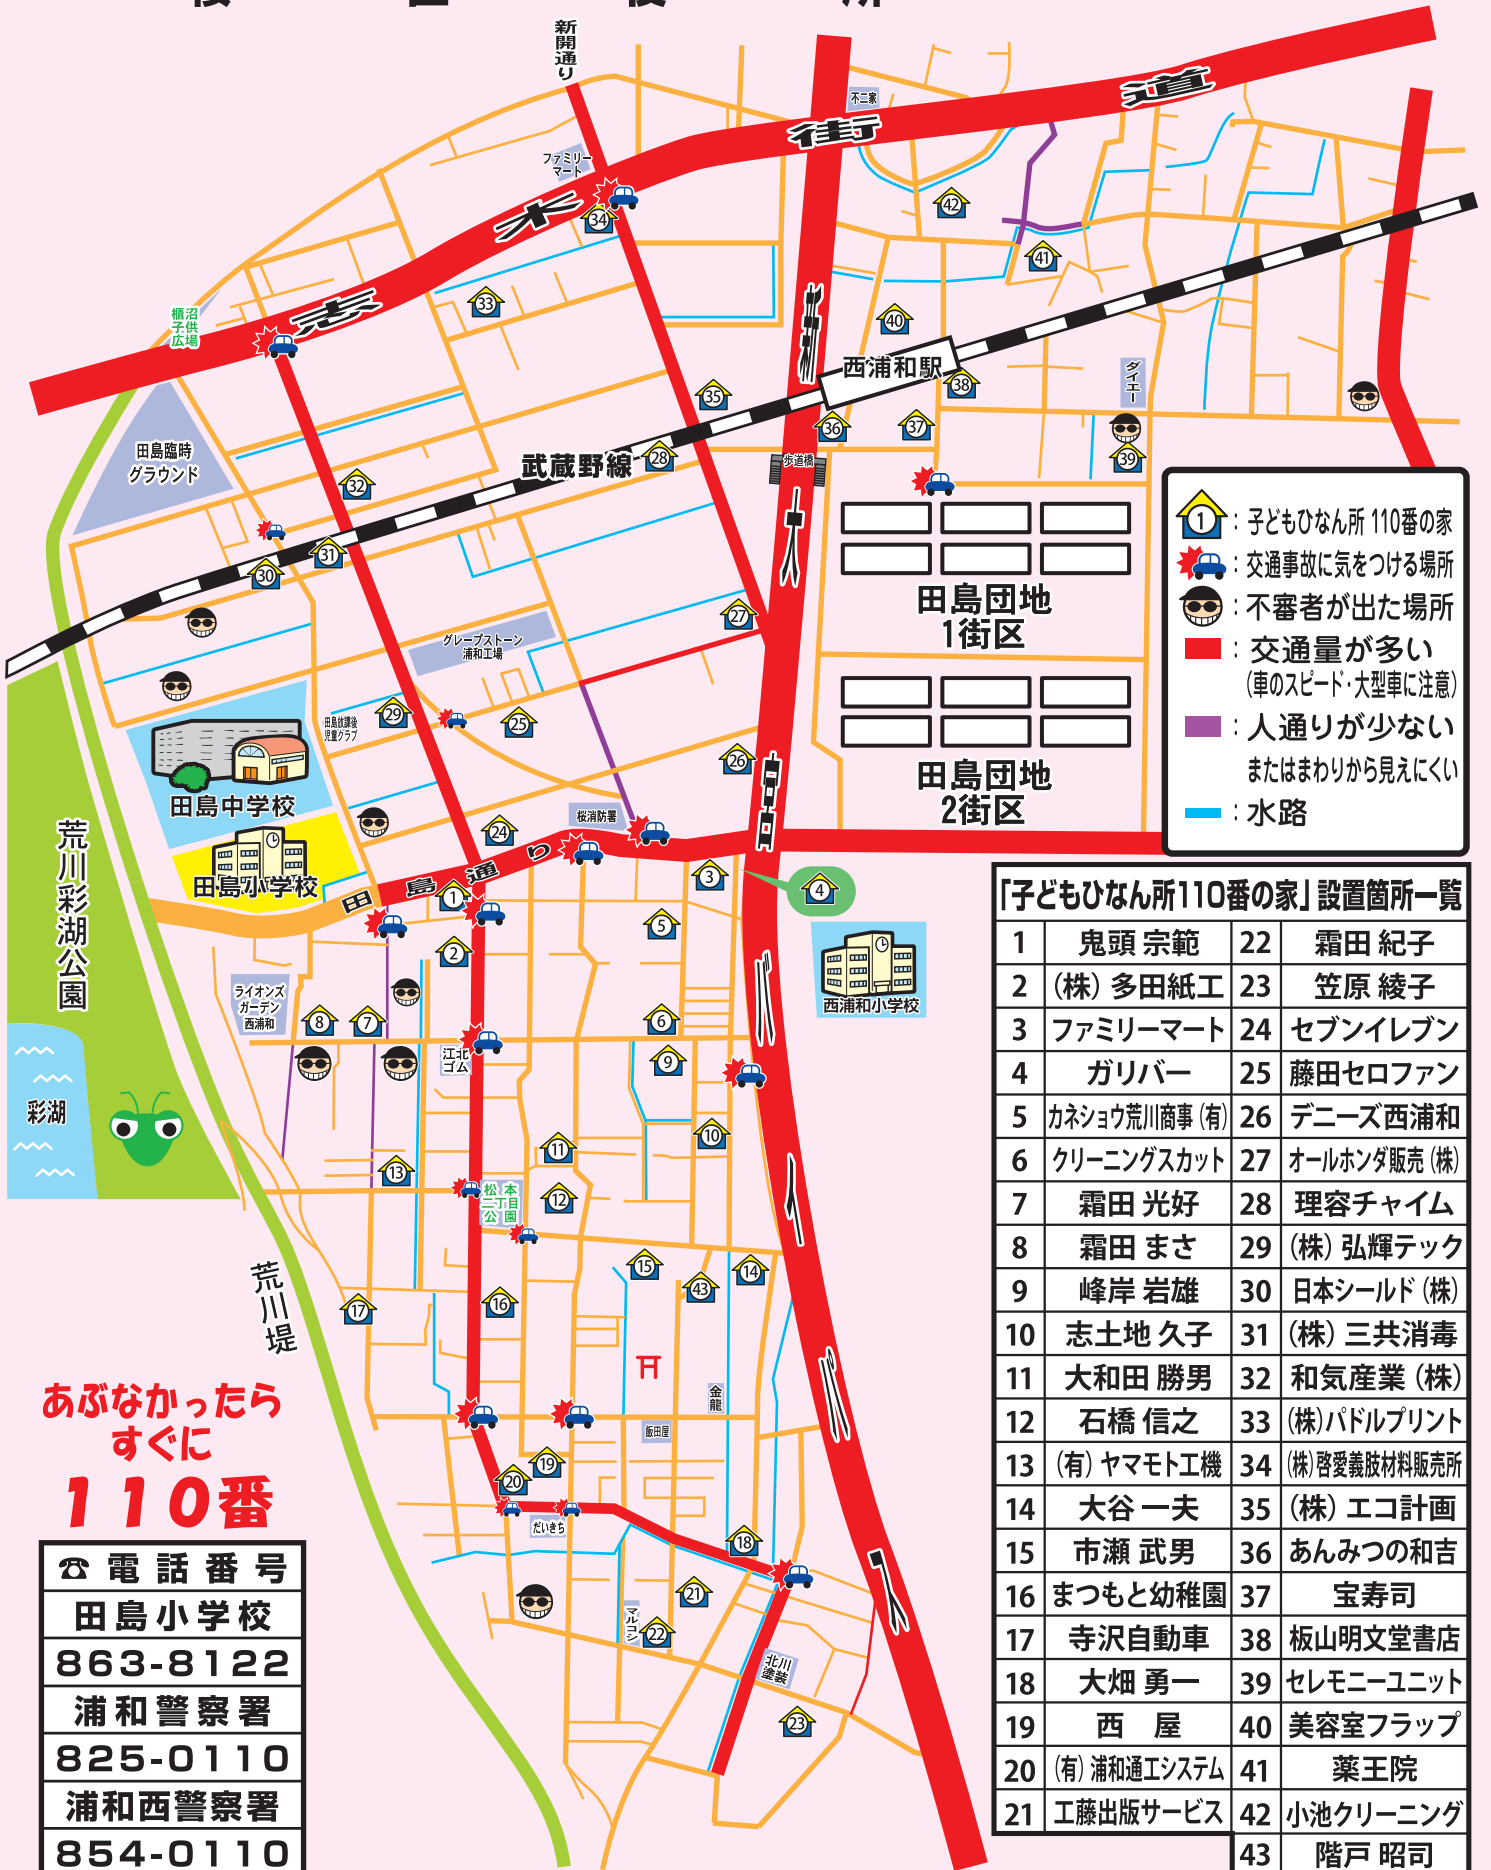 新開通り
不二家
ファミリー
マート
新
大
宮
街
道
バイパス
櫃沼
子供
広場
田島臨時
グラウンド
武蔵野線
西浦和駅
歩道橋
ダイエー
田島団地
1街区
田島団地
2街区
グレープストーン
浦和工場
田島放課後
児童クラブ
田島中学校
田島小学校
桜消防署
田島通り
荒川彩湖公園
彩湖
荒川堤
ライオンズ
ガーデン
西浦和
江北
ゴム
松本
二丁目
公園
西浦和小学校
金龍
飯田屋
だいきち
マルコシ
北川
塗装
1：子どもひなん所 110番の家
：交通事故に気をつける場所
：不審者が出た場所
：交通量が多い
（車のスピード・大型車に注意）
：人通りが少ない
またはまわりから見えにくい
：水路
「子どもひなん所110番の家」設置箇所一覧
1 鬼頭 宗範 22 霜田 紀子
2 （株）多田紙工 23 笠原 綾子
3 ファミリーマート 24 セブンイレブン
4 ガリバー 25 藤田セロファン
5 カネショウ荒川商事（有） 26 デニーズ西浦和
6 クリーニングスカット 27 オールホンダ販売（株）
7 霜田 光好 28 理容チャイム
8 霜田 まさ 29 （株）弘輝テック
9 峰岸 岩雄 30 日本シールド（株）
10 志土地 久子 31 （株）三共消毒
11 大和田 勝男 32 和気産業（株）
12 石橋 信之 33 （株）パドルプリント
13 （有）ヤマモト工機 34 （株）啓愛義肢材料販売所
14 大谷 一夫 35 （株）エコ計画
15 市瀬 武男 36 あんみつの和吉
16 まつもと幼稚園 37 宝寿司
17 寺沢自動車 38 板山明文堂書店
18 大畑 勇一 39 セレモニーユニット
19 西 屋 40 美容室フラップ
20 （有）浦和通工システム 41 薬王院
21 工藤出版サービス 42 小池クリーニング
43 階戸 昭司
あぶなかったら
すぐに
110番
☎電話番号
田島小学校
863-8122
浦和警察署
825-0110
浦和西警察署
854-0110